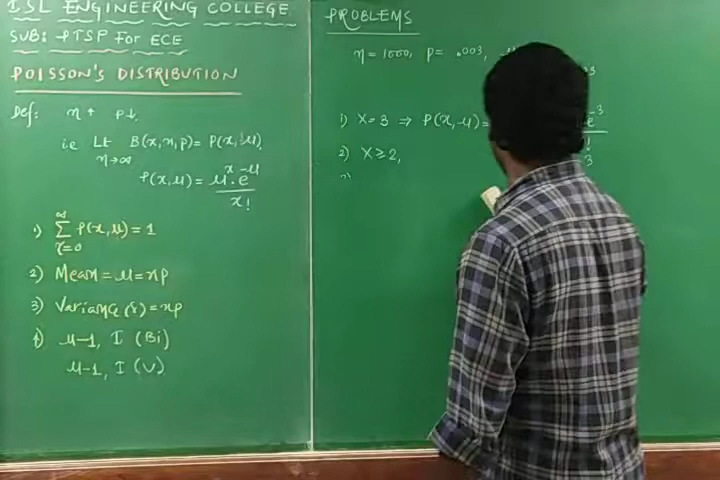 ISL ENGINEERING COLLEGE
SUB: PTSP For ECE
POISSON'S DISTRIBUTION
Def: n↑ P↓
ie Lt n→∞ B(x,n,p) = P(x,μ)
P(x,μ) = μ^x · e^-μ / x!
1) ∞ Σ x=0 P(x,μ) = 1
2) Mean = μ = np
3) Variance = np
4) μ-1, I (Bi)
μ-1, I (U)
PROBLEMS
n = 1000, P = .003,
1) X = 3 ⇒ P(x,μ) = e^-3
2) X ≥ 2,